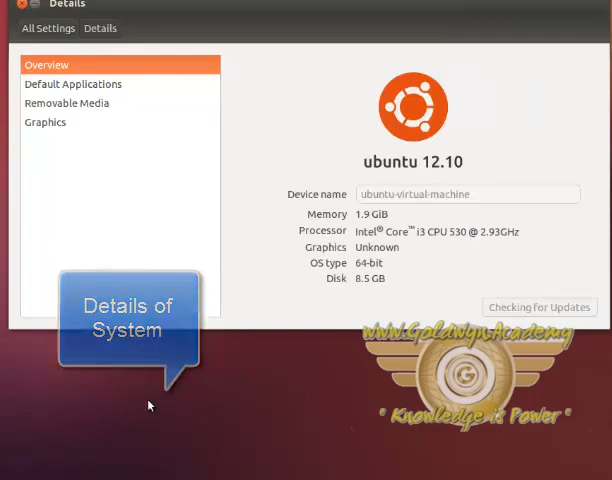 Details
All Settings Details
Overview
Default Applications
Removable Media
Graphics
ubuntu 12.10
Device name ubuntu-virtual-machine
Memory 1.9 GiB
Processor Intel® Core™ i3 CPU 530 @ 2.93GHz
Graphics Unknown
OS type 64-bit
Disk 8.5 GB
Checking for Updates
Details of
System
www.GoldwynAcademy
G
" Knowledge is Power "